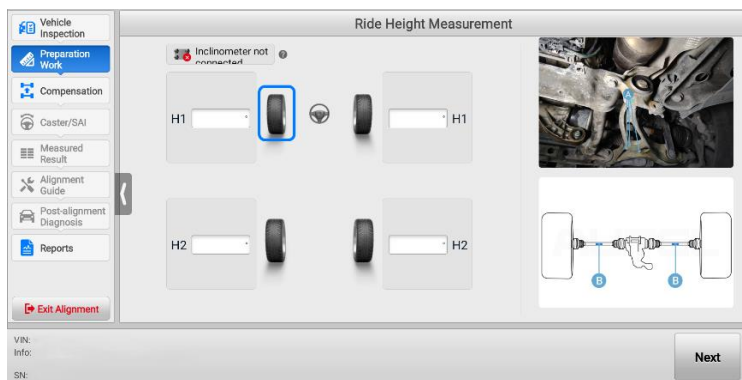 Vehicle
Inspection
Preparation
Work
Compensation
Caster/SAI
Measured
Result
Alignment
Guide
Post-alignment
Diagnosis
Reports
Exit Alignment
Ride Height Measurement
Inclinometer not
connected
H1
°
°
H1
H2
°
°
H2
A
B
B
VIN:
Info:
SN:
Next